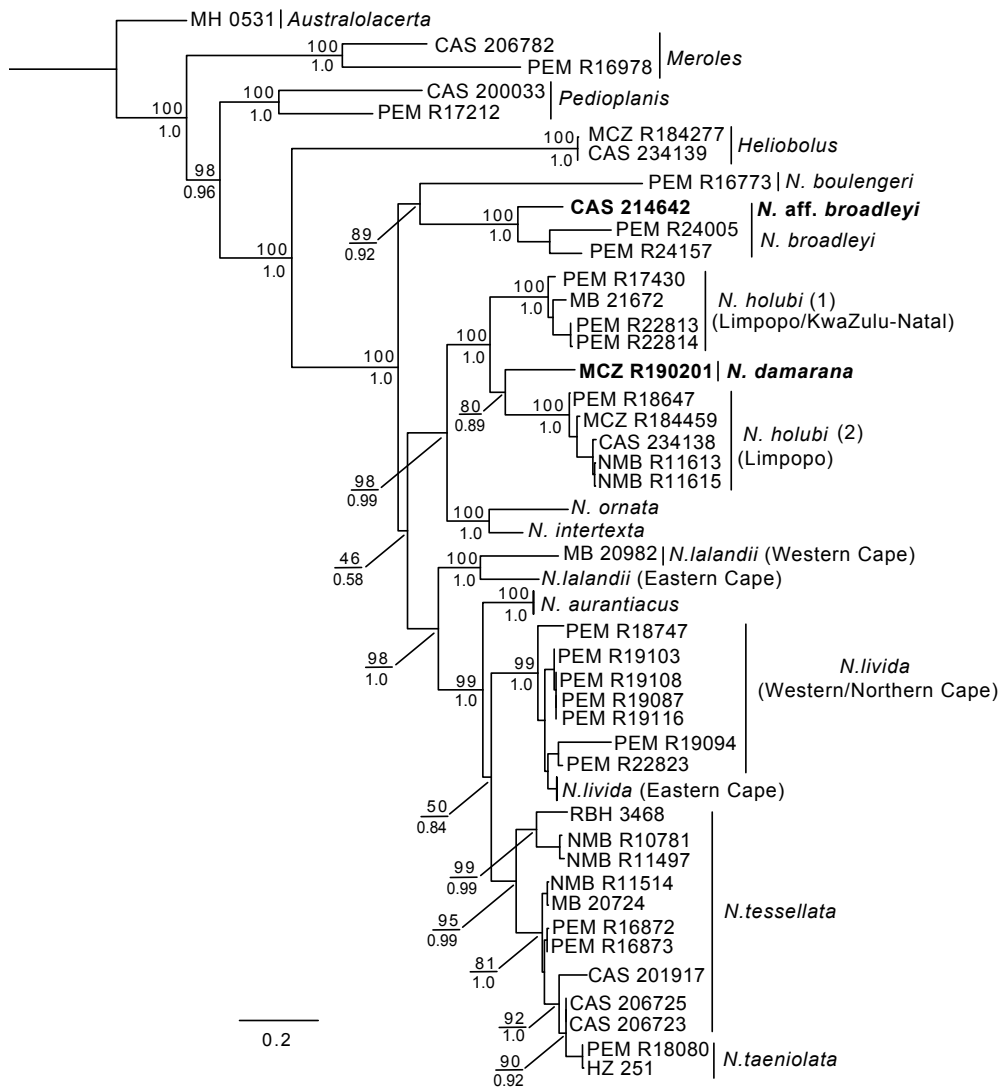 MH 0531 Australolacerta
CAS 206782
100
1.0
Meroles
PEM R16978
100
1.0
CAS 200033
100
1.0
Pedioplanis
PEM R17212
MCZ R184277
100
1.0
Heliobolus
CAS 234139
98
0.96
PEM R16773 N. boulengeri
CAS 214642
N. aff. broadleyi
100
1.0
PEM R24005
N. broadleyi
89
0.92
PEM R24157
100
1.0
PEM R17430
100
1.0
MB 21672
N. holubi (1)
(Limpopo/KwaZulu-Natal)
PEM R22813
PEM R22814
100
1.0
100
1.0
MCZ R190201 N. damarana
PEM R18647
80
0.89
100
1.0
MCZ R184459
CAS 234138
N. holubi (2)
(Limpopo)
NMB R11613
NMB R11615
98
0.99
N. ornata
100
1.0
N. intertexta
46
0.58
MB 20982 N.lalandii (Western Cape)
100
1.0
N.lalandii (Eastern Cape)
100
1.0
N. aurantiacus
PEM R18747
98
1.0
PEM R19103
99
1.0
99
1.0
PEM R19108
N.livida
(Western/Northern Cape)
PEM R19087
PEM R19116
PEM R19094
PEM R22823
N.livida (Eastern Cape)
50
0.84
RBH 3468
NMB R10781
NMB R11497
99
0.99
NMB R11514
MB 20724
N.tessellata
95
0.99
PEM R16872
PEM R16873
81
1.0
CAS 201917
CAS 206725
CAS 206723
92
1.0
PEM R18080
N.taeniolata
HZ 251
90
0.92
0.2